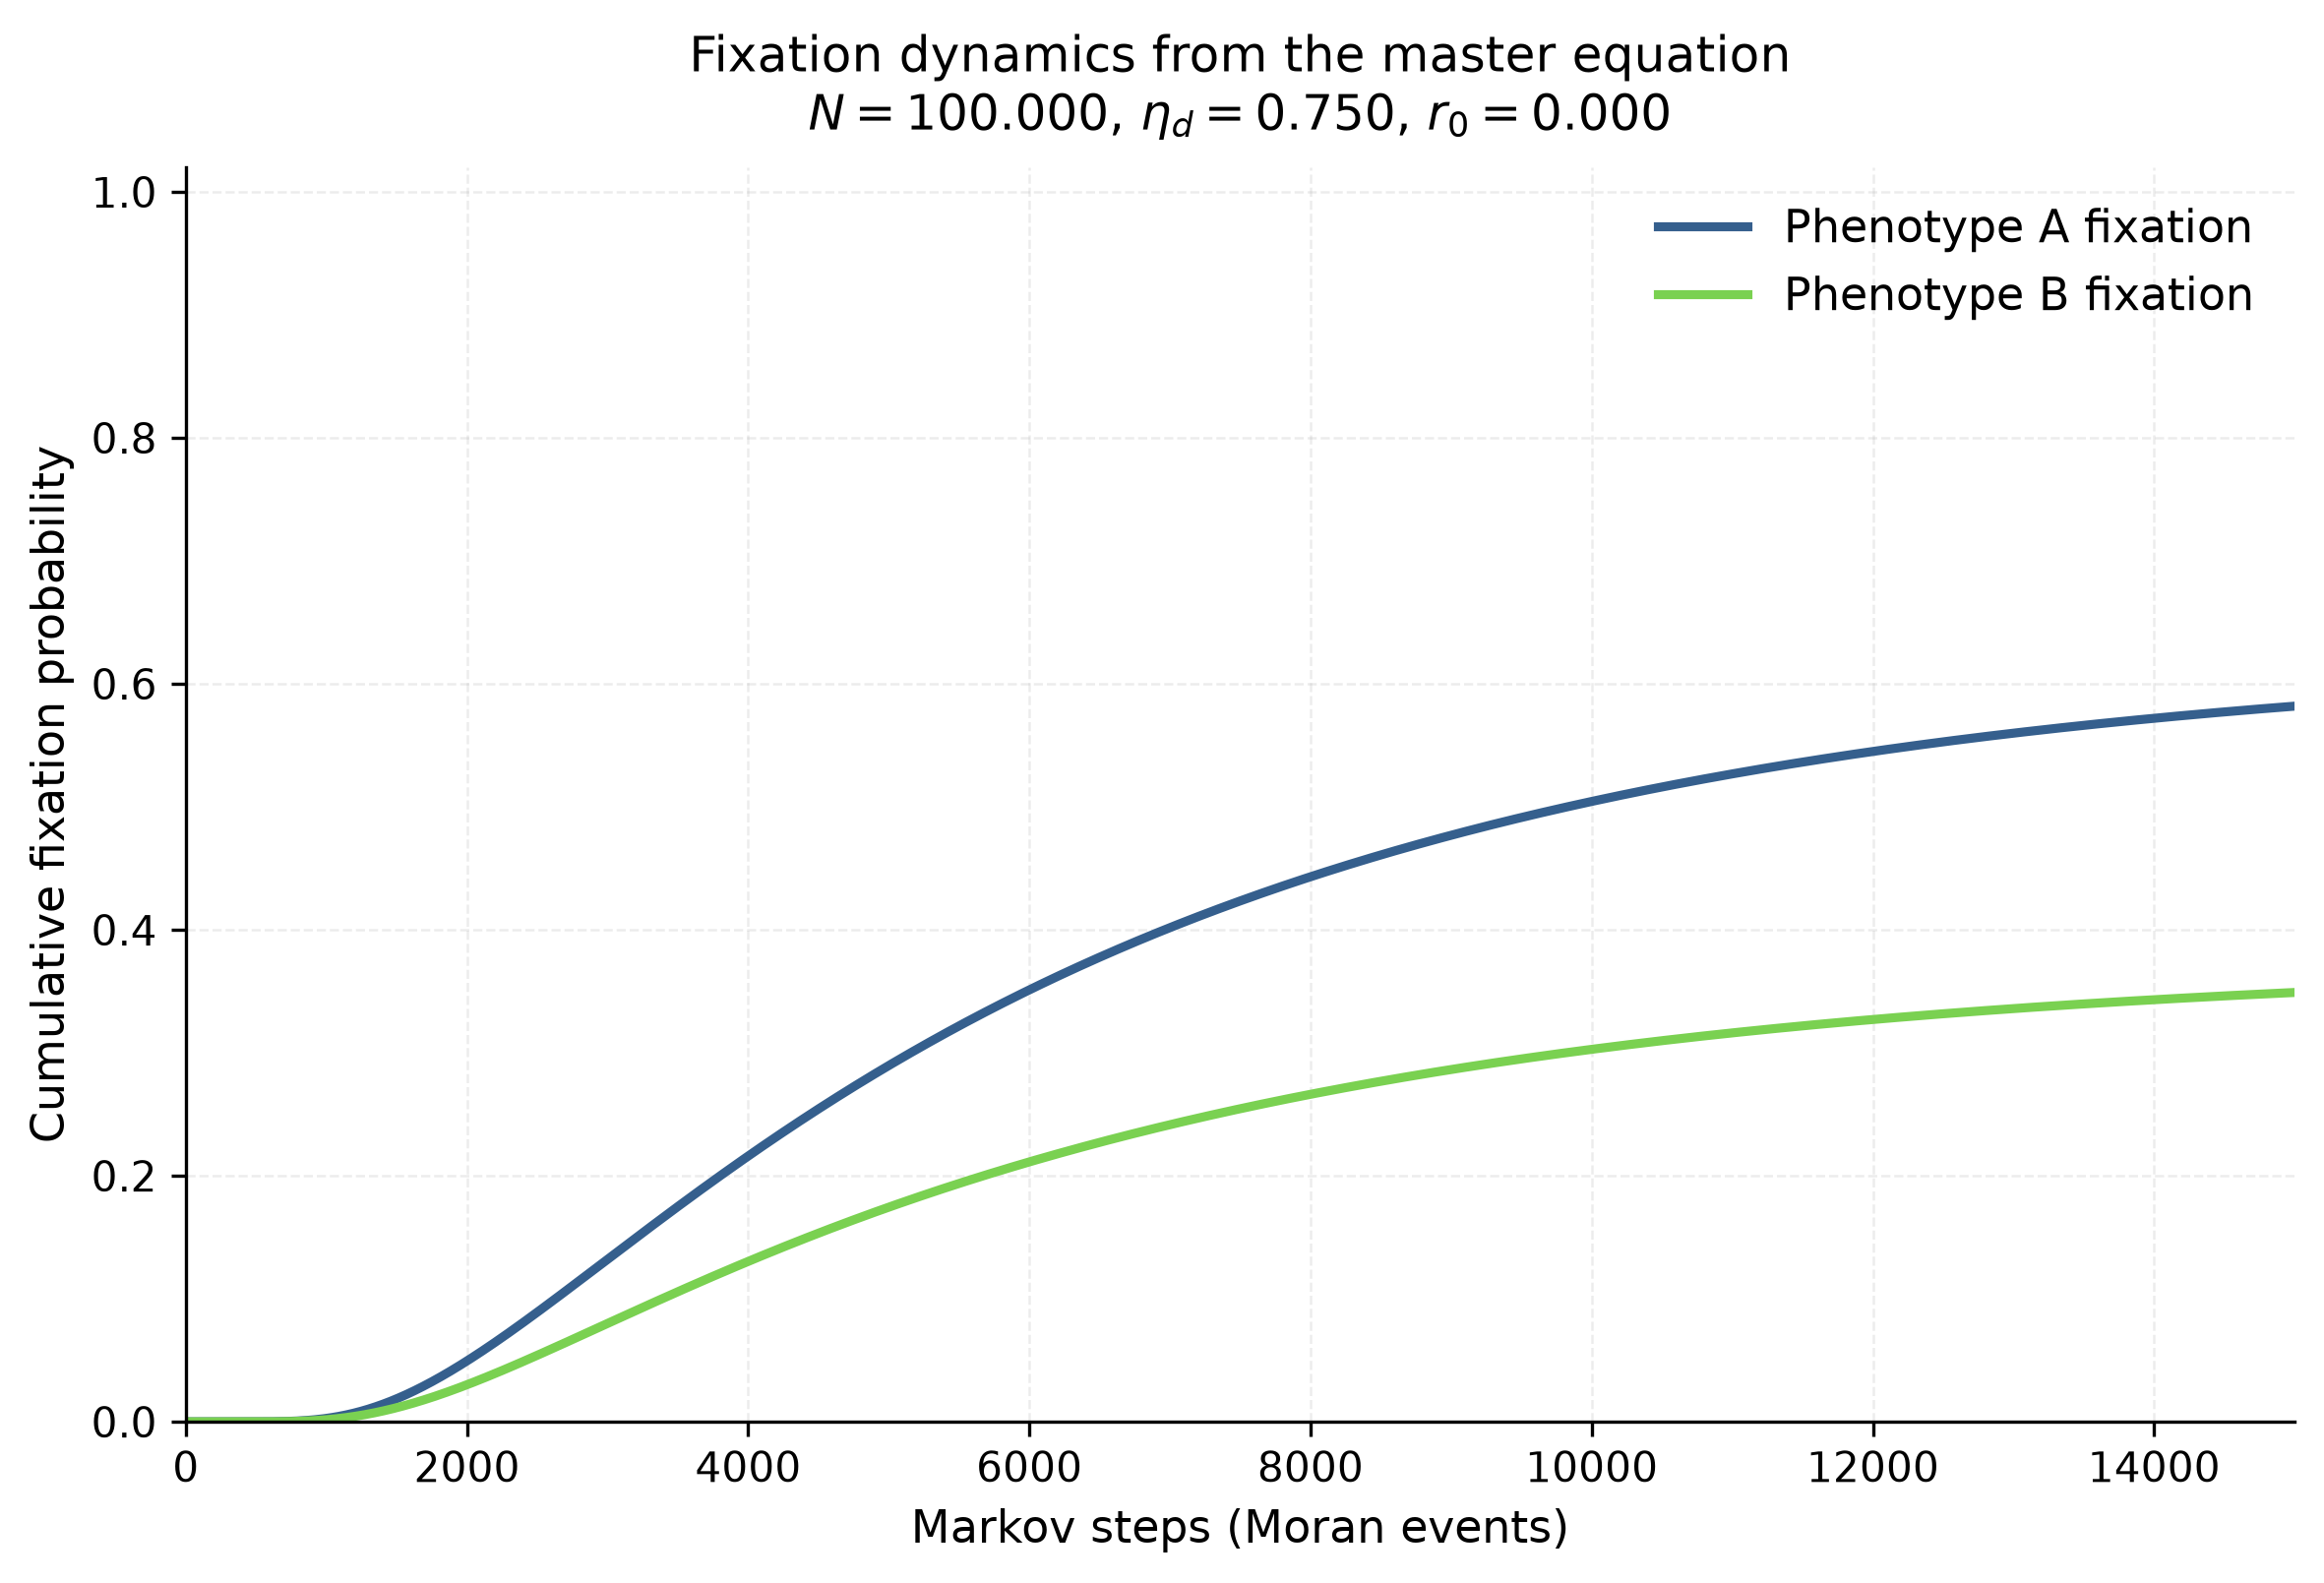 Fixation dynamics from the master equation
N = 100.000, η_d = 0.750, r_0 = 0.000
Phenotype A fixation
Phenotype B fixation
Cumulative fixation probability
1.0
0.8
0.6
0.4
0.2
0.0
0 2000 4000 6000 8000 10000 12000 14000
Markov steps (Moran events)